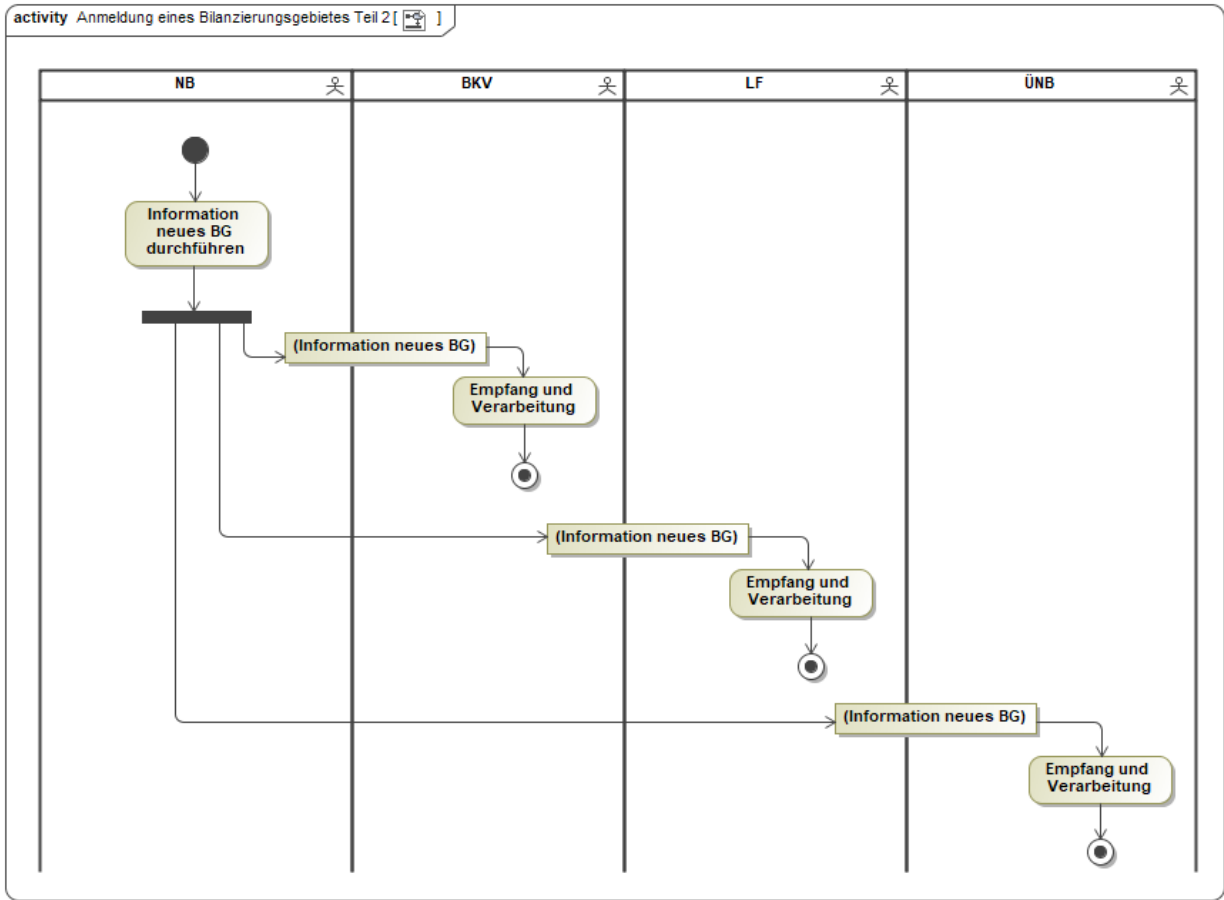 activity Anmeldung eines Bilanzierungsgebietes Teil 2 [ ]
NB
BKV
LF
ÜNB
Information
neues BG
durchführen
(Information neues BG)
Empfang und
Verarbeitung
(Information neues BG)
Empfang und
Verarbeitung
(Information neues BG)
Empfang und
Verarbeitung